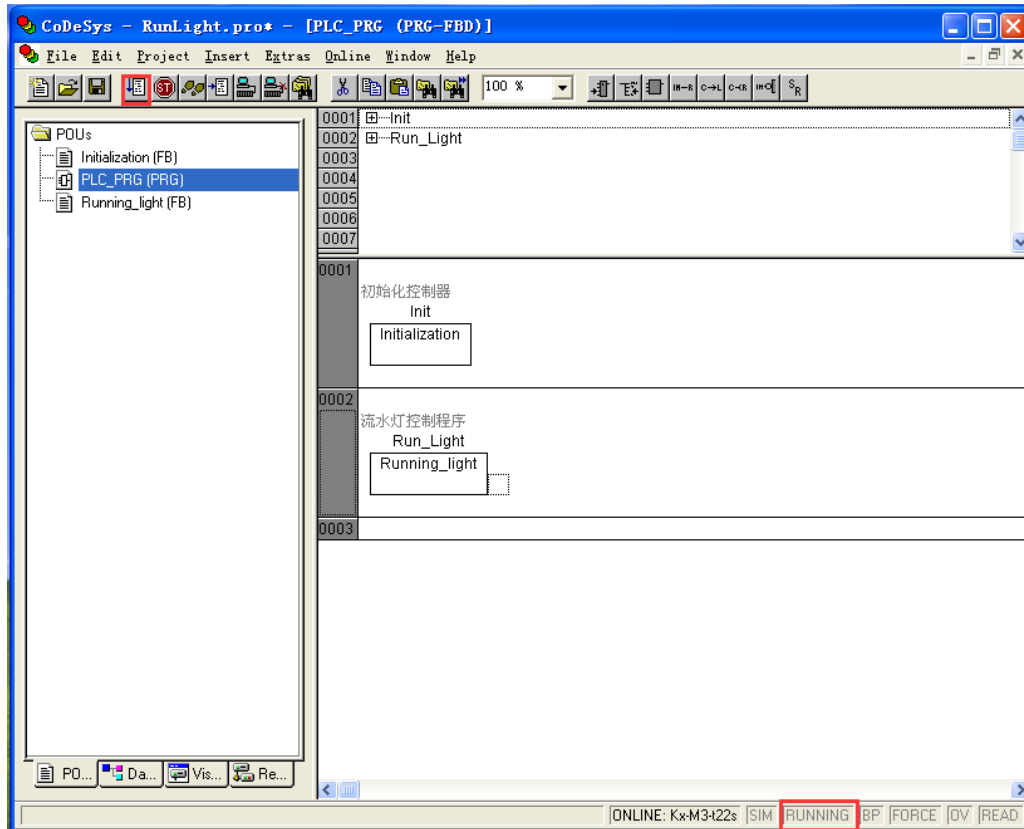 CoDeSys - RunLight.pro* - [PLC_PRG (PRG-FBD)]
File Edit Project Insert Extras Online Window Help
100 %
POUs
Initialization (FB)
PLC_PRG (PRG)
Running_light (FB)
0001 Init
0002 Run_Light
0003
0004
0005
0006
0007
0001
初始化控制器
Init
Initialization
0002
流水灯控制程序
Run_Light
Running_light
0003
PO... Da... Vis... Re...
ONLINE: Kx-M3-t22s SIM RUNNING BP FORCE OV READ